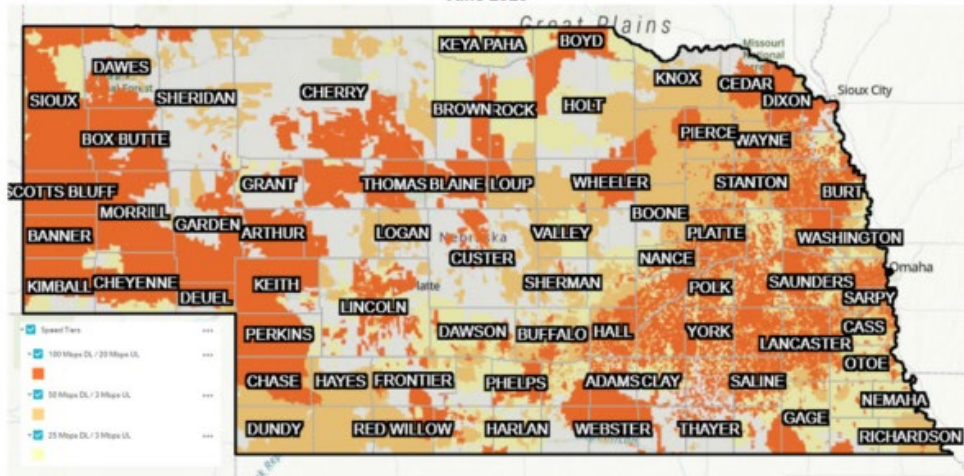 Great Plains
KEYA PAHA
BOYD
DAWES
KNOX
CEDAR
Sioux City
SIOUX
SHERIDAN
CHERRY
BROWN
ROCK
HOLT
DIXON
BOX BUTTE
PIERCE
WAYNE
SCOTTS BLUFF
GRANT
THOMAS
BLAINE
LOUP
WHEELER
STANTON
BURT
MORRILL
GARDEN
BOONE
BANNER
ARTHUR
LOGAN
Nebraska
VALLEY
PLATTE
WASHINGTON
CUSTER
NANCE
Omaha
KIMBALL
CHEYENNE
DEUEL
KEITH
latte
SHERMAN
POLK
SAUNDERS
SARPY
LINCOLN
Speed Tiers
PERKINS
DAWSON
BUFFALO
HALL
YORK
CASS
LANCASTER
100 Mbps DL / 20 Mbps UL
OTOE
CHASE
HAYES
FRONTIER
PHELPS
ADAMS
CLAY
SALINE
50 Mbps DL / 3 Mbps UL
NEMAHA
DUNDY
RED WILLOW
HARLAN
WEBSTER
THAYER
GAGE
RICHARDSON
25 Mbps DL / 3 Mbps UL